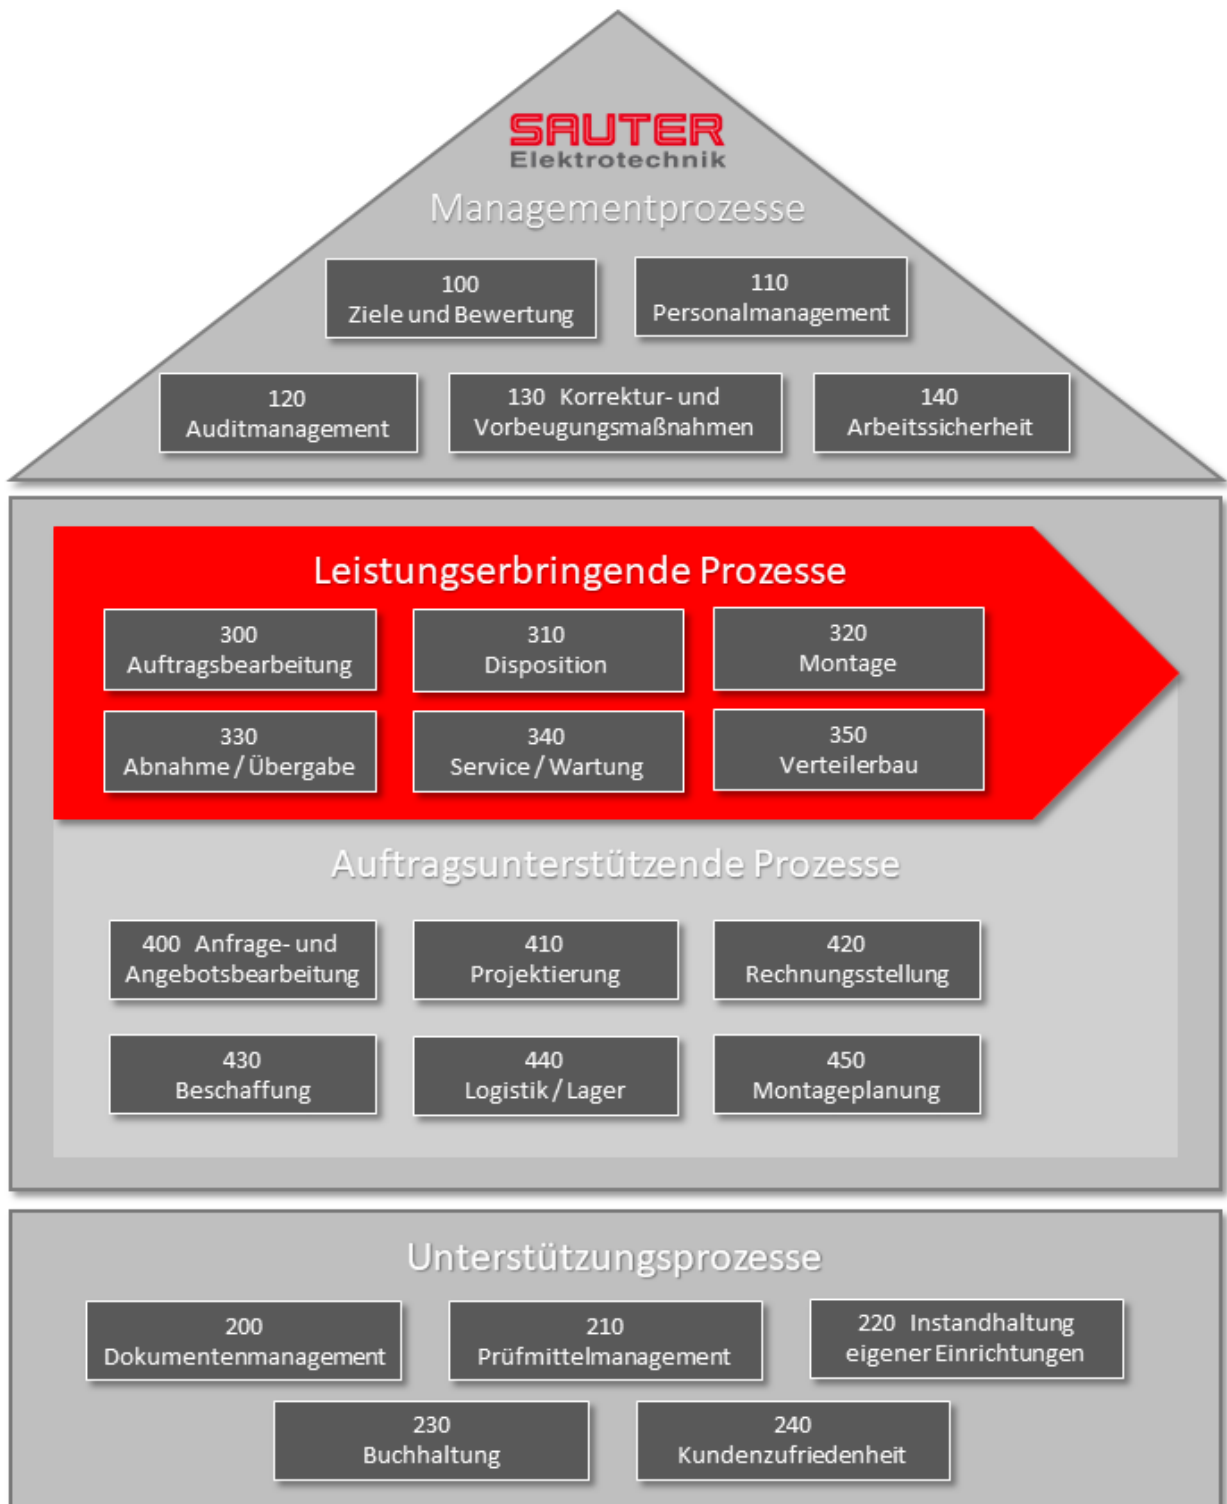 SAUTER
Elektrotechnik
Managementprozesse
100
Ziele und Bewertung
110
Personalmanagement
120
Auditmanagement
130 Korrektur- und
Vorbeugungsmaßnahmen
140
Arbeitssicherheit
Leistungserbringende Prozesse
300
Auftragsbearbeitung
310
Disposition
320
Montage
330
Abnahme / Übergabe
340
Service / Wartung
350
Verteilerbau
Auftragsunterstützende Prozesse
400 Anfrage- und
Angebotsbearbeitung
410
Projektierung
420
Rechnungsstellung
430
Beschaffung
440
Logistik / Lager
450
Montageplanung
Unterstützungsprozesse
200
Dokumentenmanagement
210
Prüfmittelmanagement
220 Instandhaltung
eigener Einrichtungen
230
Buchhaltung
240
Kundenzufriedenheit